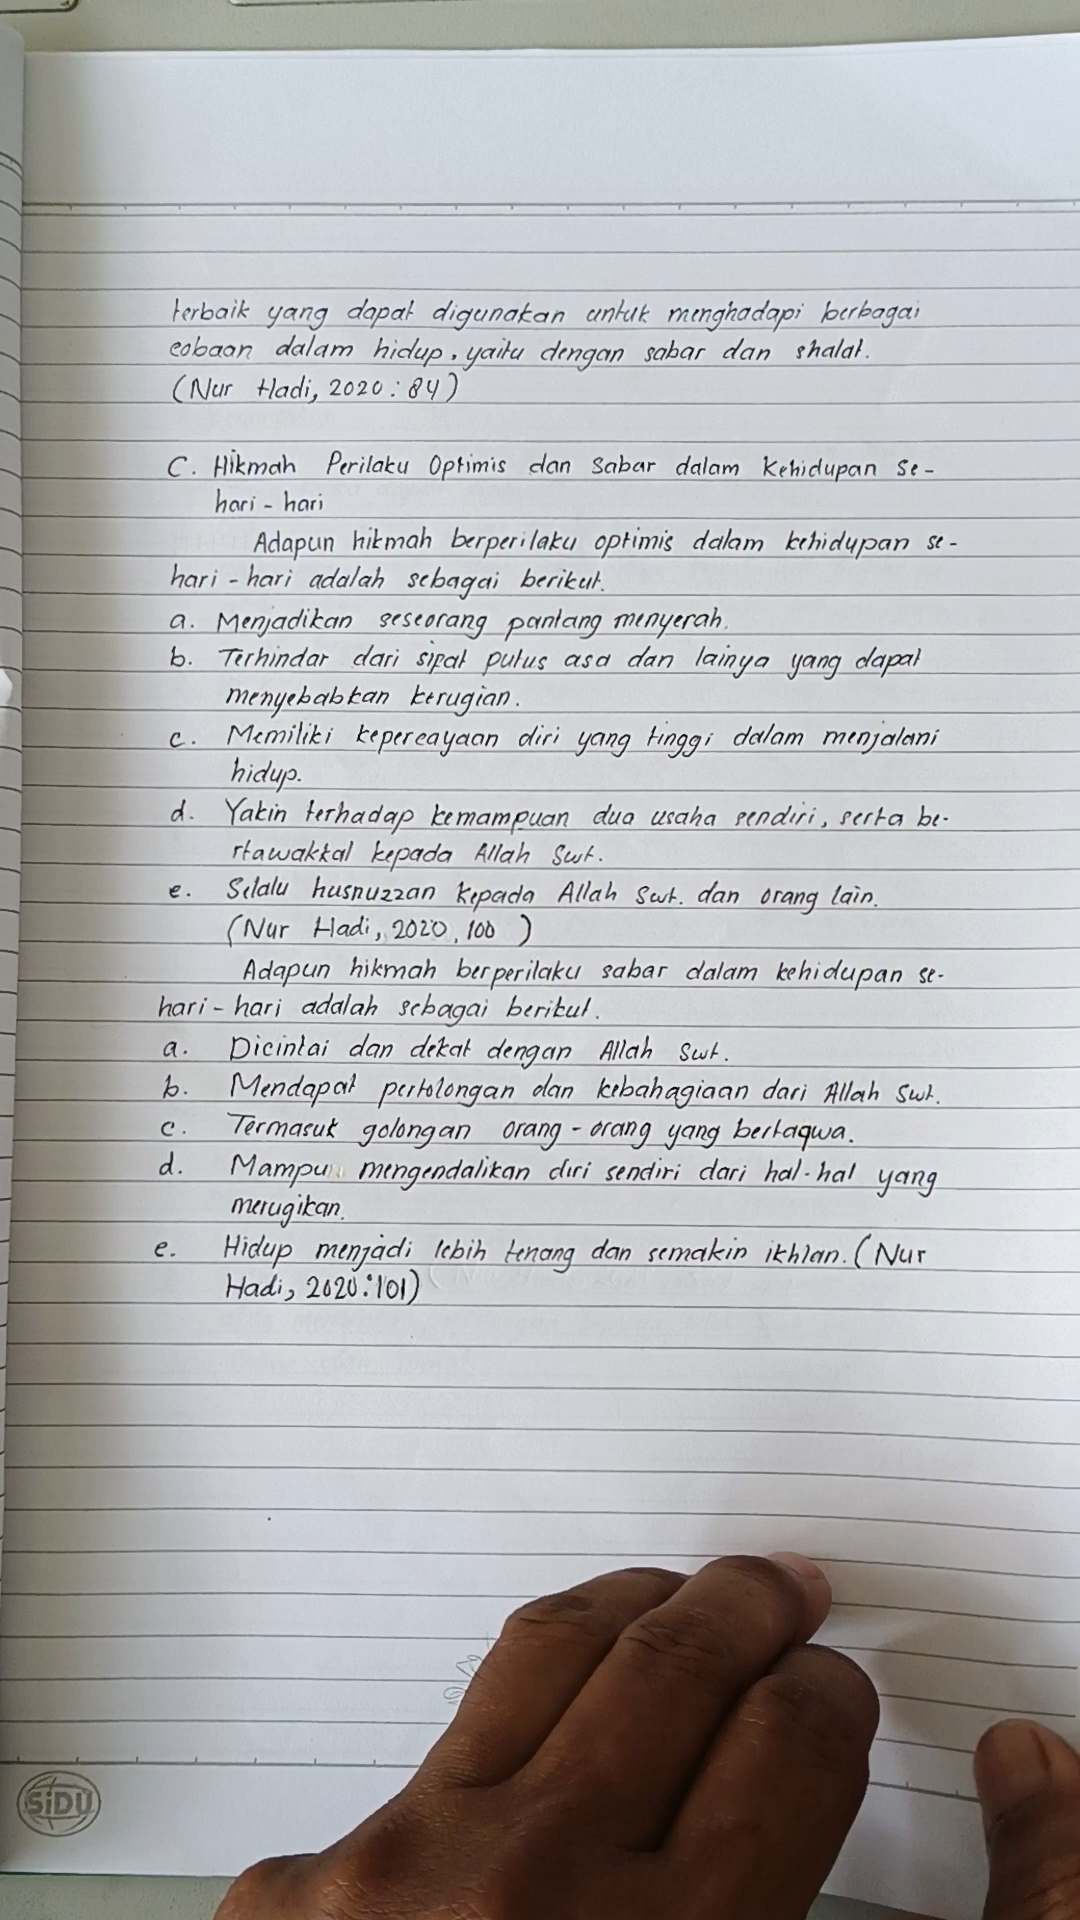 terbaik yang dapat digunakan untuk menghadapi berbagai
cobaan dalam hidup, yaitu dengan sabar dan shalat.
(Nur Hadi, 2020 : 84)
C. Hikmah Perilaku Optimis dan Sabar dalam Kehidupan Se-
hari - hari
Adapun hikmah berperilaku optimis dalam kehidupan se-
hari - hari adalah sebagai berikut.
a. Menjadikan seseorang pantang menyerah.
b. Terhindar dari sipat putus asa dan lainya yang dapat
menyebabkan kerugian.
c. Memiliki kepercayaan diri yang tinggi dalam menjalani
hidup.
d. Yakin terhadap kemampuan dua usaha sendiri, serta be-
rtawakkal kepada Allah Swt.
e. Selalu husnuzzan kepada Allah Swt. dan orang lain.
(Nur Hadi, 2020, 100 )
Adapun hikmah berperilaku sabar dalam kehidupan se-
hari - hari adalah sebagai berikut.
a. Dicintai dan dekat dengan Allah Swt.
b. Mendapat pertolongan dan kebahagiaan dari Allah Swt.
c. Termasuk golongan orang - orang yang bertaqwa.
d. Mampu mengendalikan diri sendiri dari hal-hal yang
merugikan.
e. Hidup menjadi lebih tenang dan semakin ikhlan. (Nur
Hadi, 2020:101)
SiDU